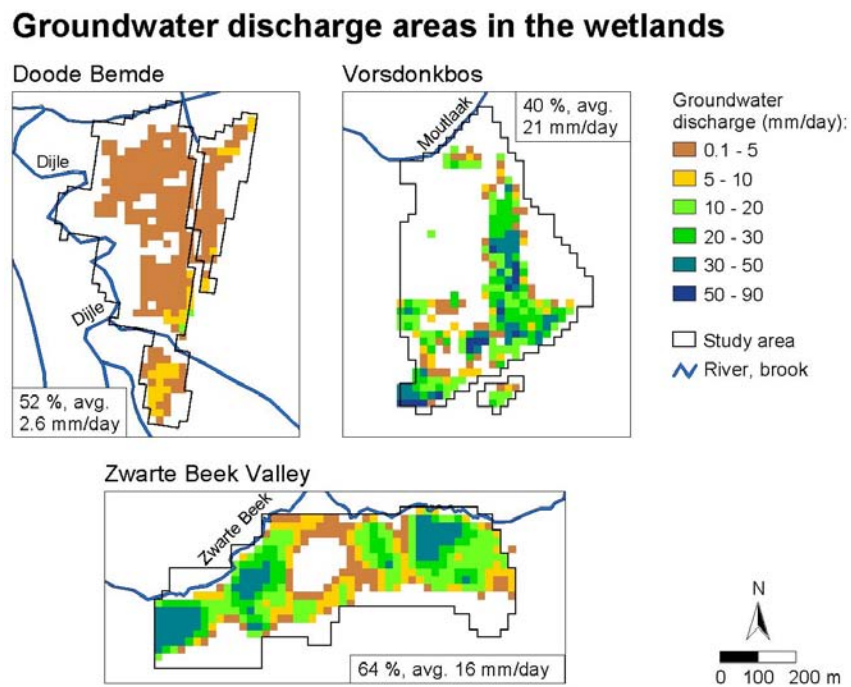 Groundwater discharge areas in the wetlands
Doode Bemde
Dijle
Dijle
52 %, avg.
2.6 mm/day
Vorsdonkbos
Moutlaak
40 %, avg.
21 mm/day
Groundwater
discharge (mm/day):
0.1 - 5
5 - 10
10 - 20
20 - 30
30 - 50
50 - 90
Study area
River, brook
Zwarte Beek Valley
Zwarte Beek
64 %, avg. 16 mm/day
N
0 100 200 m